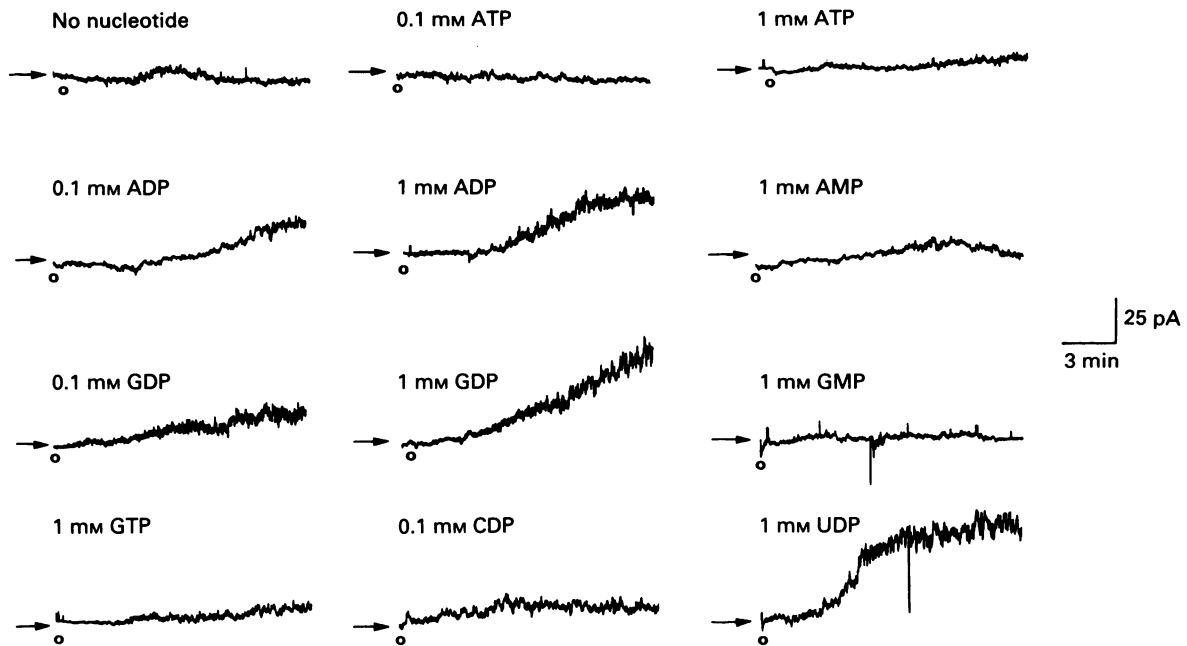 No nucleotide
0.1 mM ATP
1 mM ATP
o
o
o
0.1 mM ADP
1 mM ADP
1 mM AMP
o
o
o
25 pA
3 min
0.1 mM GDP
1 mM GDP
1 mM GMP
o
o
o
1 mM GTP
0.1 mM CDP
1 mM UDP
o
o
o